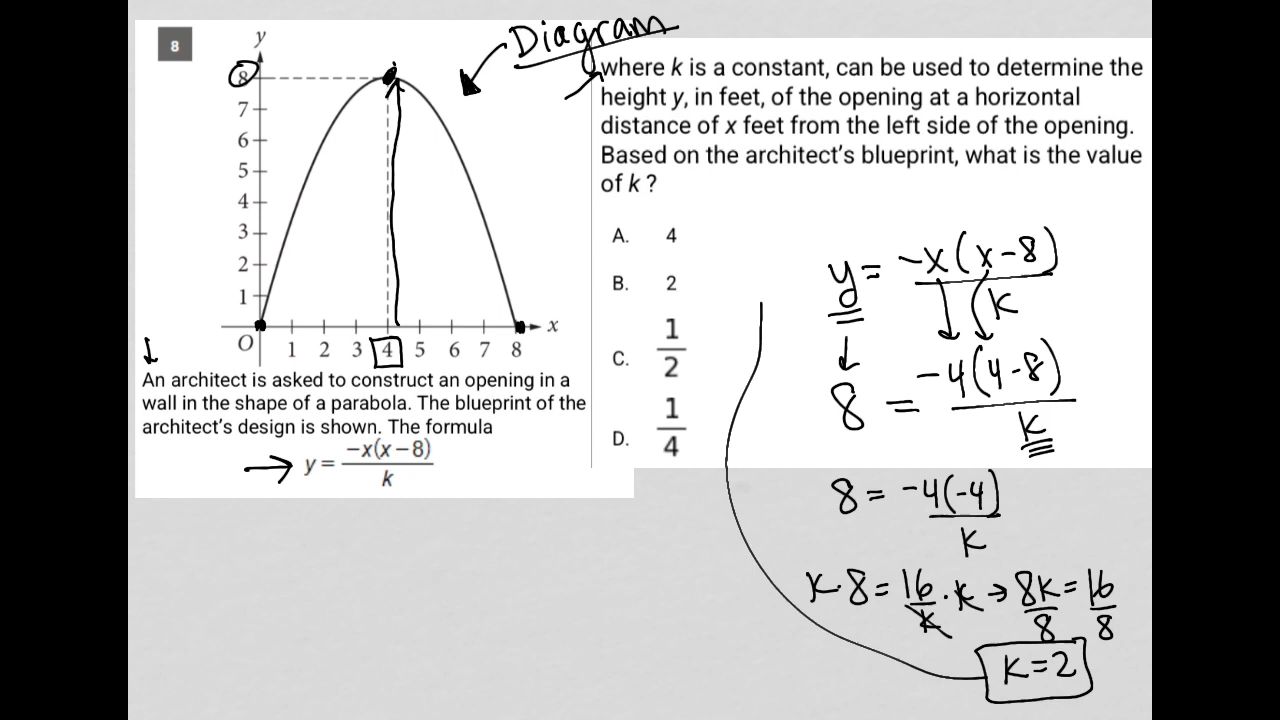 8
Diagram
y
8
7
6
5
4
3
2
1
O
1 2 3 4 5 6 7 8 x
An architect is asked to construct an opening in a
wall in the shape of a parabola. The blueprint of the
architect's design is shown. The formula
→ y = −x(x−8)/k
where k is a constant, can be used to determine the
height y, in feet, of the opening at a horizontal
distance of x feet from the left side of the opening.
Based on the architect's blueprint, what is the value
of k ?
A. 4
B. 2
C. 1/2
D. 1/4
y = −x(x−8)/k
8 = −4(4−8)/k
8 = −4(−4)/k
k·8 = 16/k · k → 8k/8 = 16/8
k=2